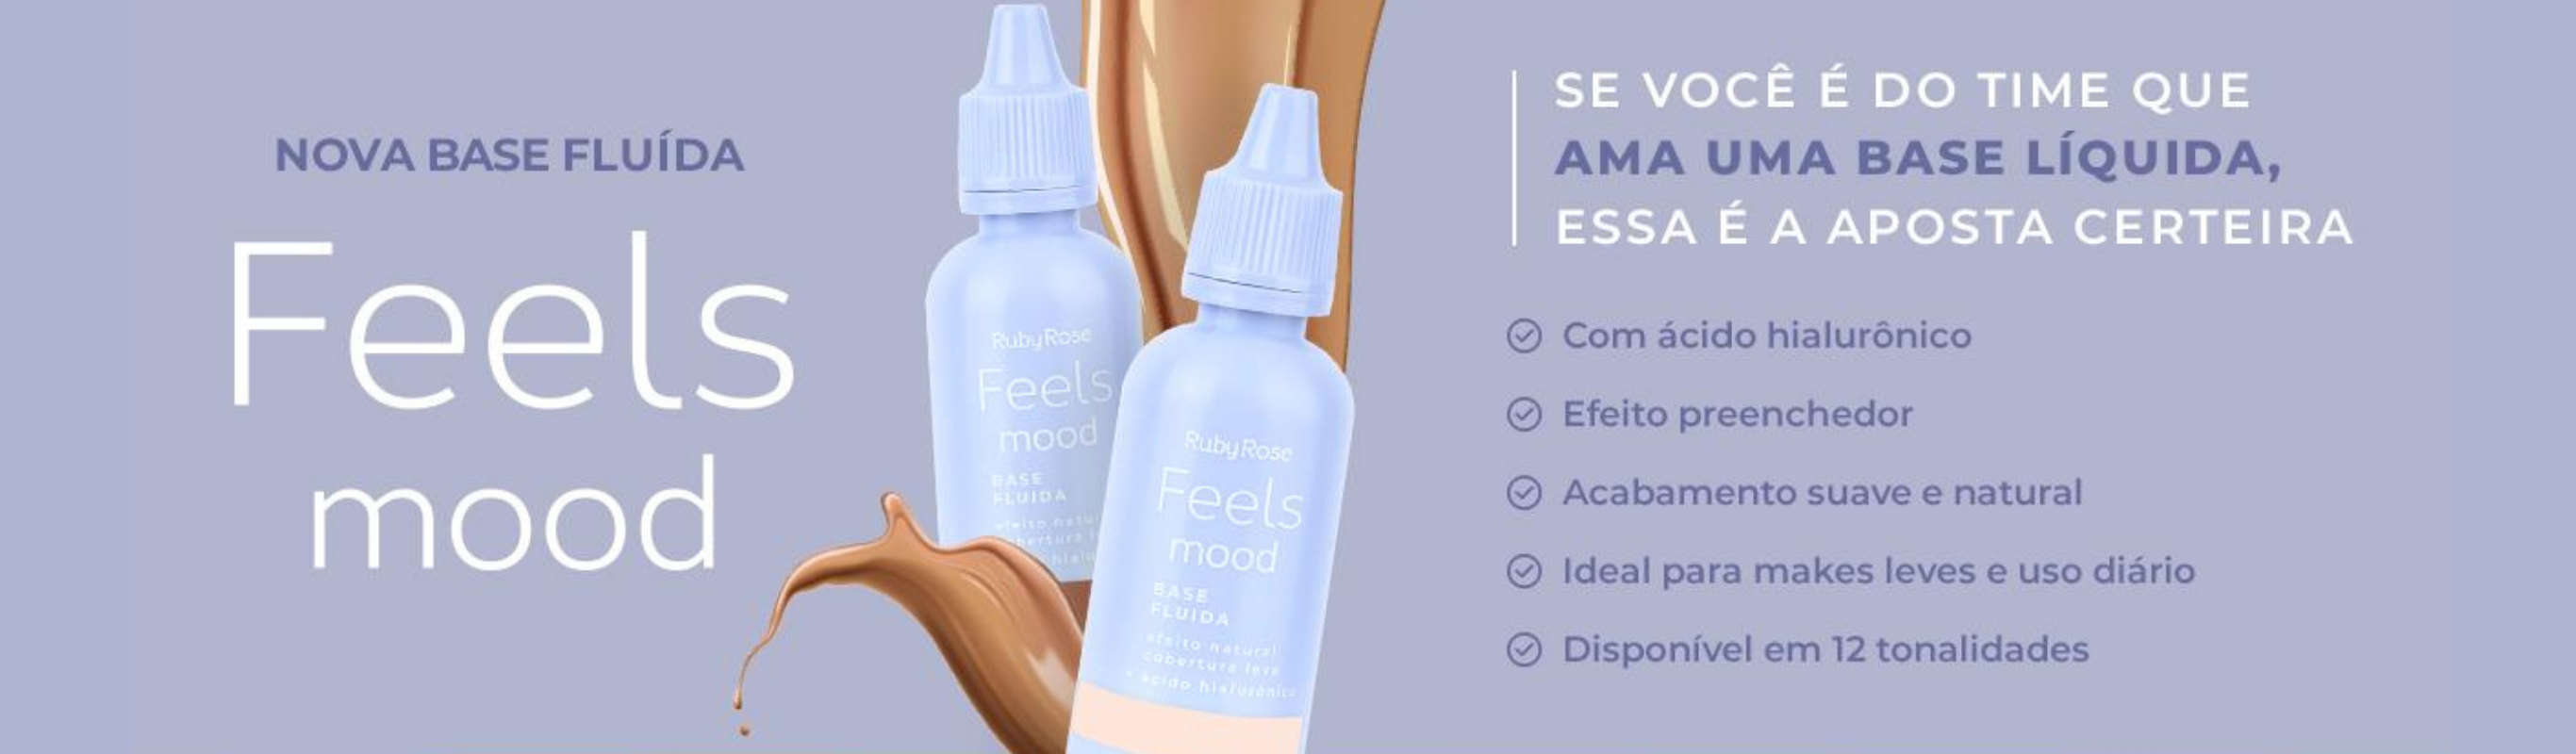 NOVA BASE FLUÍDA
Feels
mood
RubyRose
Feels
mood
BASE
FLUIDA
efeito
RubyRose
Feels
mood
BASE
FLUIDA
efeito natural
cobertura leve
+ ácido hialurônico
SE VOCÊ É DO TIME QUE
AMA UMA BASE LÍQUIDA,
ESSA É A APOSTA CERTEIRA
Com ácido hialurônico
Efeito preenchedor
Acabamento suave e natural
Ideal para makes leves e uso diário
Disponível em 12 tonalidades